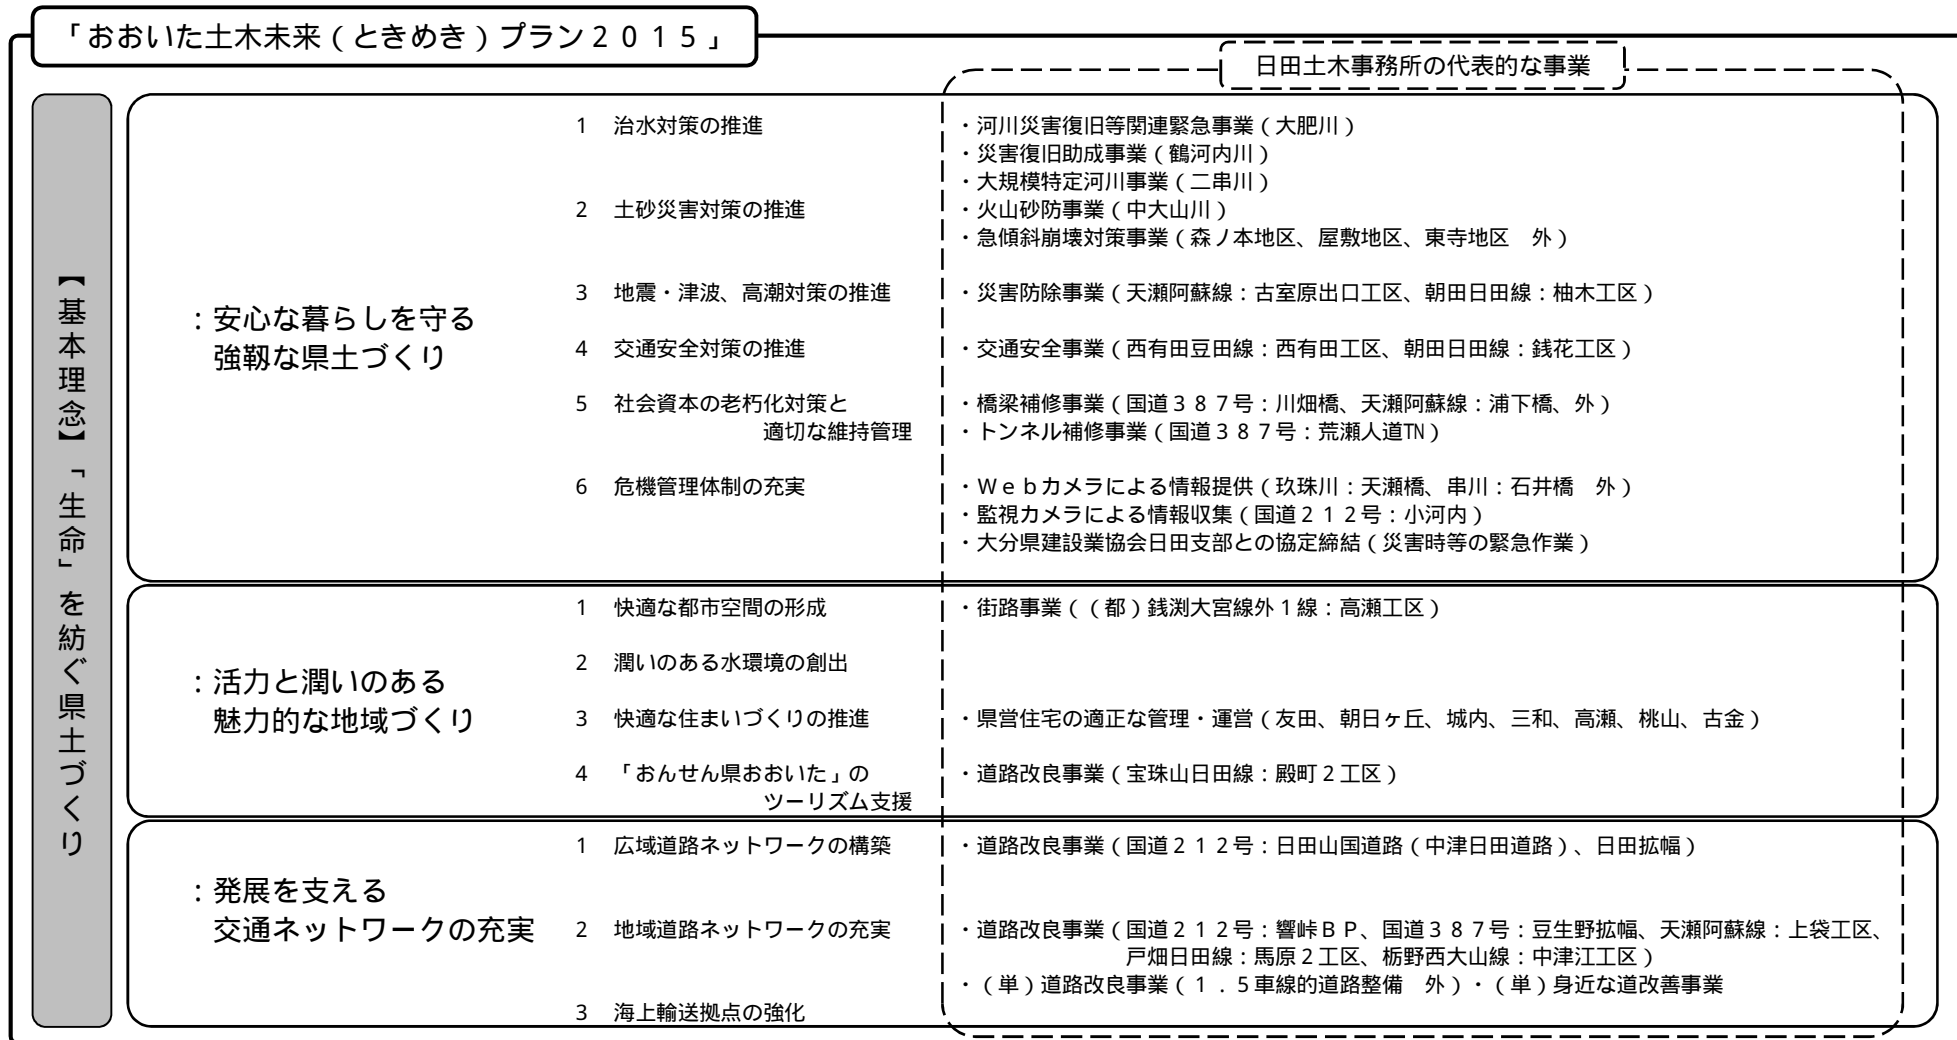 「おおいた土木未来(ときめき)プラン2015」
日田土木事務所の代表的な事業
【基本理念】「生命」を紡ぐ県土づくり
:安心な暮らしを守る
強靱な県土づくり
1 治水対策の推進
・河川災害復旧等関連緊急事業(大肥川)
・災害復旧助成事業(鶴河内川)
・大規模特定河川事業(二串川)
2 土砂災害対策の推進
・火山砂防事業(中大山川)
・急傾斜崩壊対策事業(森ノ本地区、屋敷地区、東寺地区 外)
3 地震・津波、高潮対策の推進
・災害防除事業(天瀬阿蘇線:古室原出口工区、朝田日田線:柚木工区)
4 交通安全対策の推進
・交通安全事業(西有田豆田線:西有田工区、朝田日田線:銭花工区)
5 社会資本の老朽化対策と
適切な維持管理
・橋梁補修事業(国道387号:川畑橋、天瀬阿蘇線:浦下橋、外)
・トンネル補修事業(国道387号:荒瀬人道TN)
6 危機管理体制の充実
・Webカメラによる情報提供(玖珠川:天瀬橋、串川:石井橋 外)
・監視カメラによる情報収集(国道212号:小河内)
・大分県建設業協会日田支部との協定締結(災害時等の緊急作業)
:活力と潤いのある
魅力的な地域づくり
1 快適な都市空間の形成
・街路事業((都)銭渕大宮線外1線:高瀬工区)
2 潤いのある水環境の創出
3 快適な住まいづくりの推進
・県営住宅の適正な管理・運営(友田、朝日ヶ丘、城内、三和、高瀬、桃山、古金)
4 「おんせん県おおいた」の
ツーリズム支援
・道路改良事業(宝珠山日田線:殿町2工区)
:発展を支える
交通ネットワークの充実
1 広域道路ネットワークの構築
・道路改良事業(国道212号:日田山国道路(中津日田道路)、日田拡幅)
2 地域道路ネットワークの充実
・道路改良事業(国道212号:響峠BP、国道387号:豆生野拡幅、天瀬阿蘇線:上袋工区、
戸畑日田線:馬原2工区、栃野西大山線:中津江工区)
・(単)道路改良事業(1.5車線的道路整備 外)・(単)身近な道改善事業
3 海上輸送拠点の強化